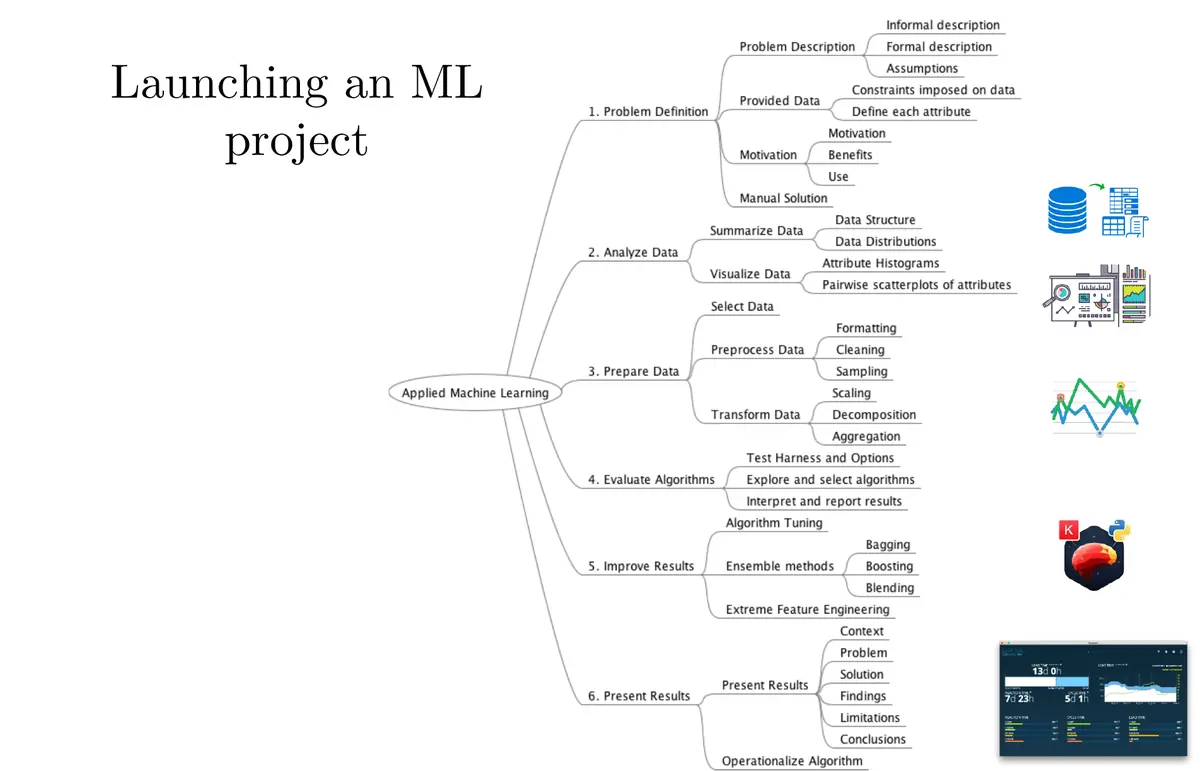 Launching an ML
project
Applied Machine Learning
1. Problem Definition
Problem Description
Informal description
Formal description
Assumptions
Provided Data
Constraints imposed on data
Define each attribute
Motivation
Motivation
Benefits
Use
Manual Solution
2. Analyze Data
Summarize Data
Data Structure
Data Distributions
Visualize Data
Attribute Histograms
Pairwise scatterplots of attributes
3. Prepare Data
Select Data
Preprocess Data
Formatting
Cleaning
Sampling
Transform Data
Scaling
Decomposition
Aggregation
4. Evaluate Algorithms
Test Harness and Options
Explore and select algorithms
Interpret and report results
5. Improve Results
Algorithm Tuning
Ensemble methods
Bagging
Boosting
Blending
Extreme Feature Engineering
6. Present Results
Present Results
Context
Problem
Solution
Findings
Limitations
Conclusions
Operationalize Algorithm
K
13d 0h
7d 23h
5d 1h